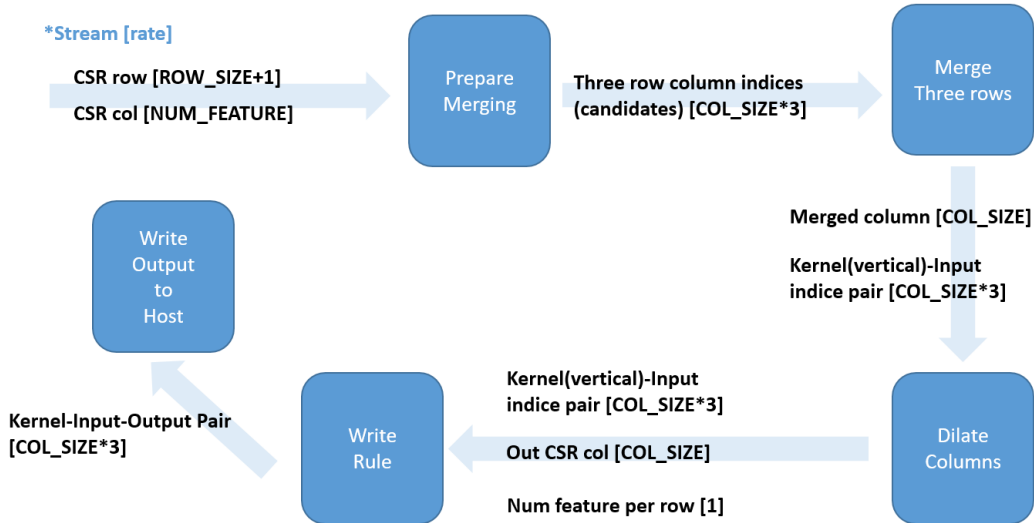 *Stream [rate]
CSR row [ROW_SIZE+1]
CSR col [NUM_FEATURE]
Prepare
Merging
Three row column indices
(candidates) [COL_SIZE*3]
Merge
Three rows
Merged column [COL_SIZE]
Kernel(vertical)-Input
indice pair [COL_SIZE*3]
Dilate
Columns
Kernel(vertical)-Input
indice pair [COL_SIZE*3]
Out CSR col [COL_SIZE]
Num feature per row [1]
Write
Rule
Kernel-Input-Output Pair
[COL_SIZE*3]
Write
Output
to
Host